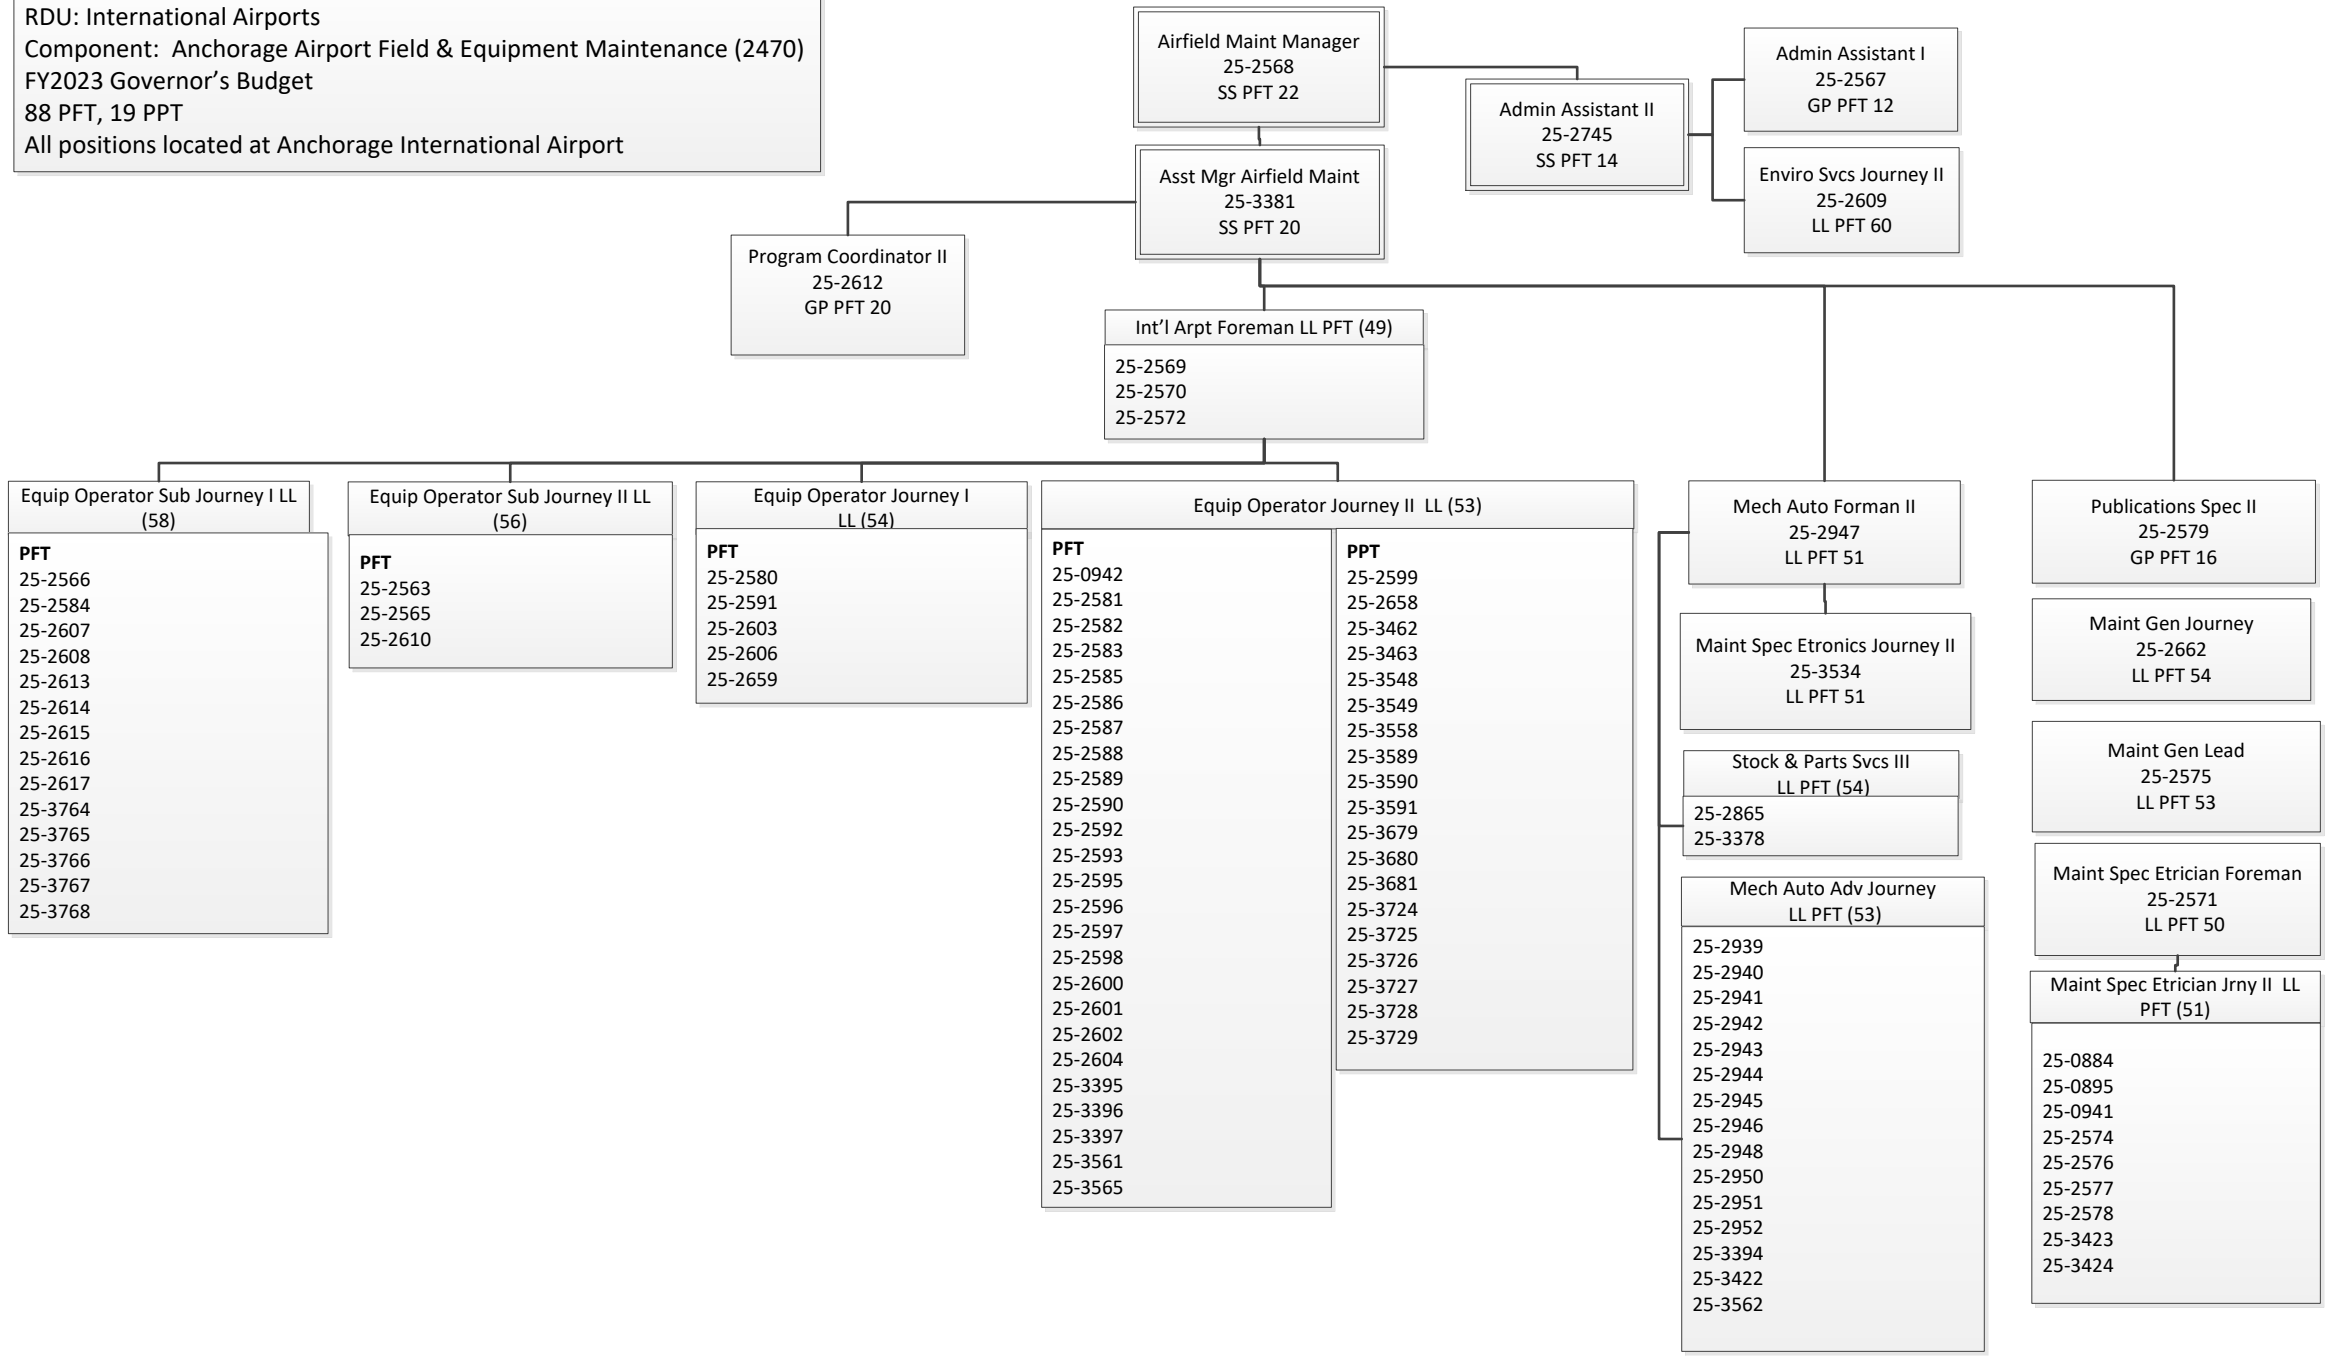 RDU: International Airports
Component:  Anchorage Airport Field & Equipment Maintenance (2470)
FY2023 Governor's Budget
88 PFT, 19 PPT
All positions located at Anchorage International Airport
Airfield Maint Manager
25-2568
SS PFT 22
Admin Assistant II
25-2745
SS PFT 14
Admin Assistant I
25-2567
GP PFT 12
Enviro Svcs Journey II
25-2609
LL PFT 60
Asst Mgr Airfield Maint
25-3381
SS PFT 20
Program Coordinator II
25-2612
GP PFT 20
Int'l Arpt Foreman LL PFT (49)
25-2569
25-2570
25-2572
Equip Operator Sub Journey I LL
(58)
PFT
25-2566
25-2584
25-2607
25-2608
25-2613
25-2614
25-2615
25-2616
25-2617
25-3764
25-3765
25-3766
25-3767
25-3768
Equip Operator Sub Journey II LL
(56)
PFT
25-2563
25-2565
25-2610
Equip Operator Journey I
LL (54)
PFT
25-2580
25-2591
25-2603
25-2606
25-2659
Equip Operator Journey II  LL (53)
PFT
25-0942
25-2581
25-2582
25-2583
25-2585
25-2586
25-2587
25-2588
25-2589
25-2590
25-2592
25-2593
25-2595
25-2596
25-2597
25-2598
25-2600
25-2601
25-2602
25-2604
25-3395
25-3396
25-3397
25-3561
25-3565
PPT
25-2599
25-2658
25-3462
25-3463
25-3548
25-3549
25-3558
25-3589
25-3590
25-3591
25-3679
25-3680
25-3681
25-3724
25-3725
25-3726
25-3727
25-3728
25-3729
Mech Auto Forman II
25-2947
LL PFT 51
Maint Spec Etronics Journey II
25-3534
LL PFT 51
Stock & Parts Svcs III
LL PFT (54)
25-2865
25-3378
Mech Auto Adv Journey
LL PFT (53)
25-2939
25-2940
25-2941
25-2942
25-2943
25-2944
25-2945
25-2946
25-2948
25-2950
25-2951
25-2952
25-3394
25-3422
25-3562
Publications Spec II
25-2579
GP PFT 16
Maint Gen Journey
25-2662
LL PFT 54
Maint Gen Lead
25-2575
LL PFT 53
Maint Spec Etrician Foreman
25-2571
LL PFT 50
Maint Spec Etrician Jrny II  LL
PFT (51)
25-0884
25-0895
25-0941
25-2574
25-2576
25-2577
25-2578
25-3423
25-3424